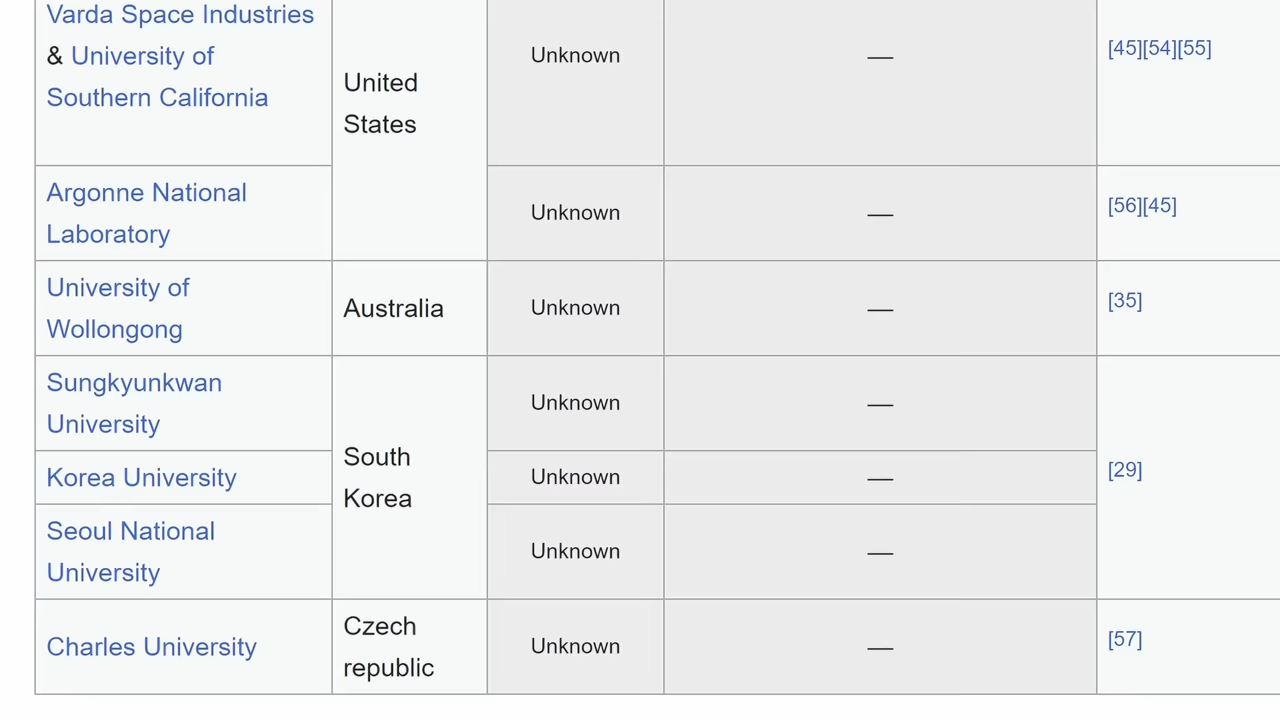 Varda Space Industries
& University of
Southern California
United
States
Unknown
—
[45][54][55]
Argonne National
Laboratory
Unknown
—
[56][45]
University of
Wollongong
Australia
Unknown
—
[35]
Sungkyunkwan
University
South
Korea
Unknown
—
[29]
Korea University
Unknown
—
Seoul National
University
Unknown
—
Charles University
Czech
republic
Unknown
—
[57]